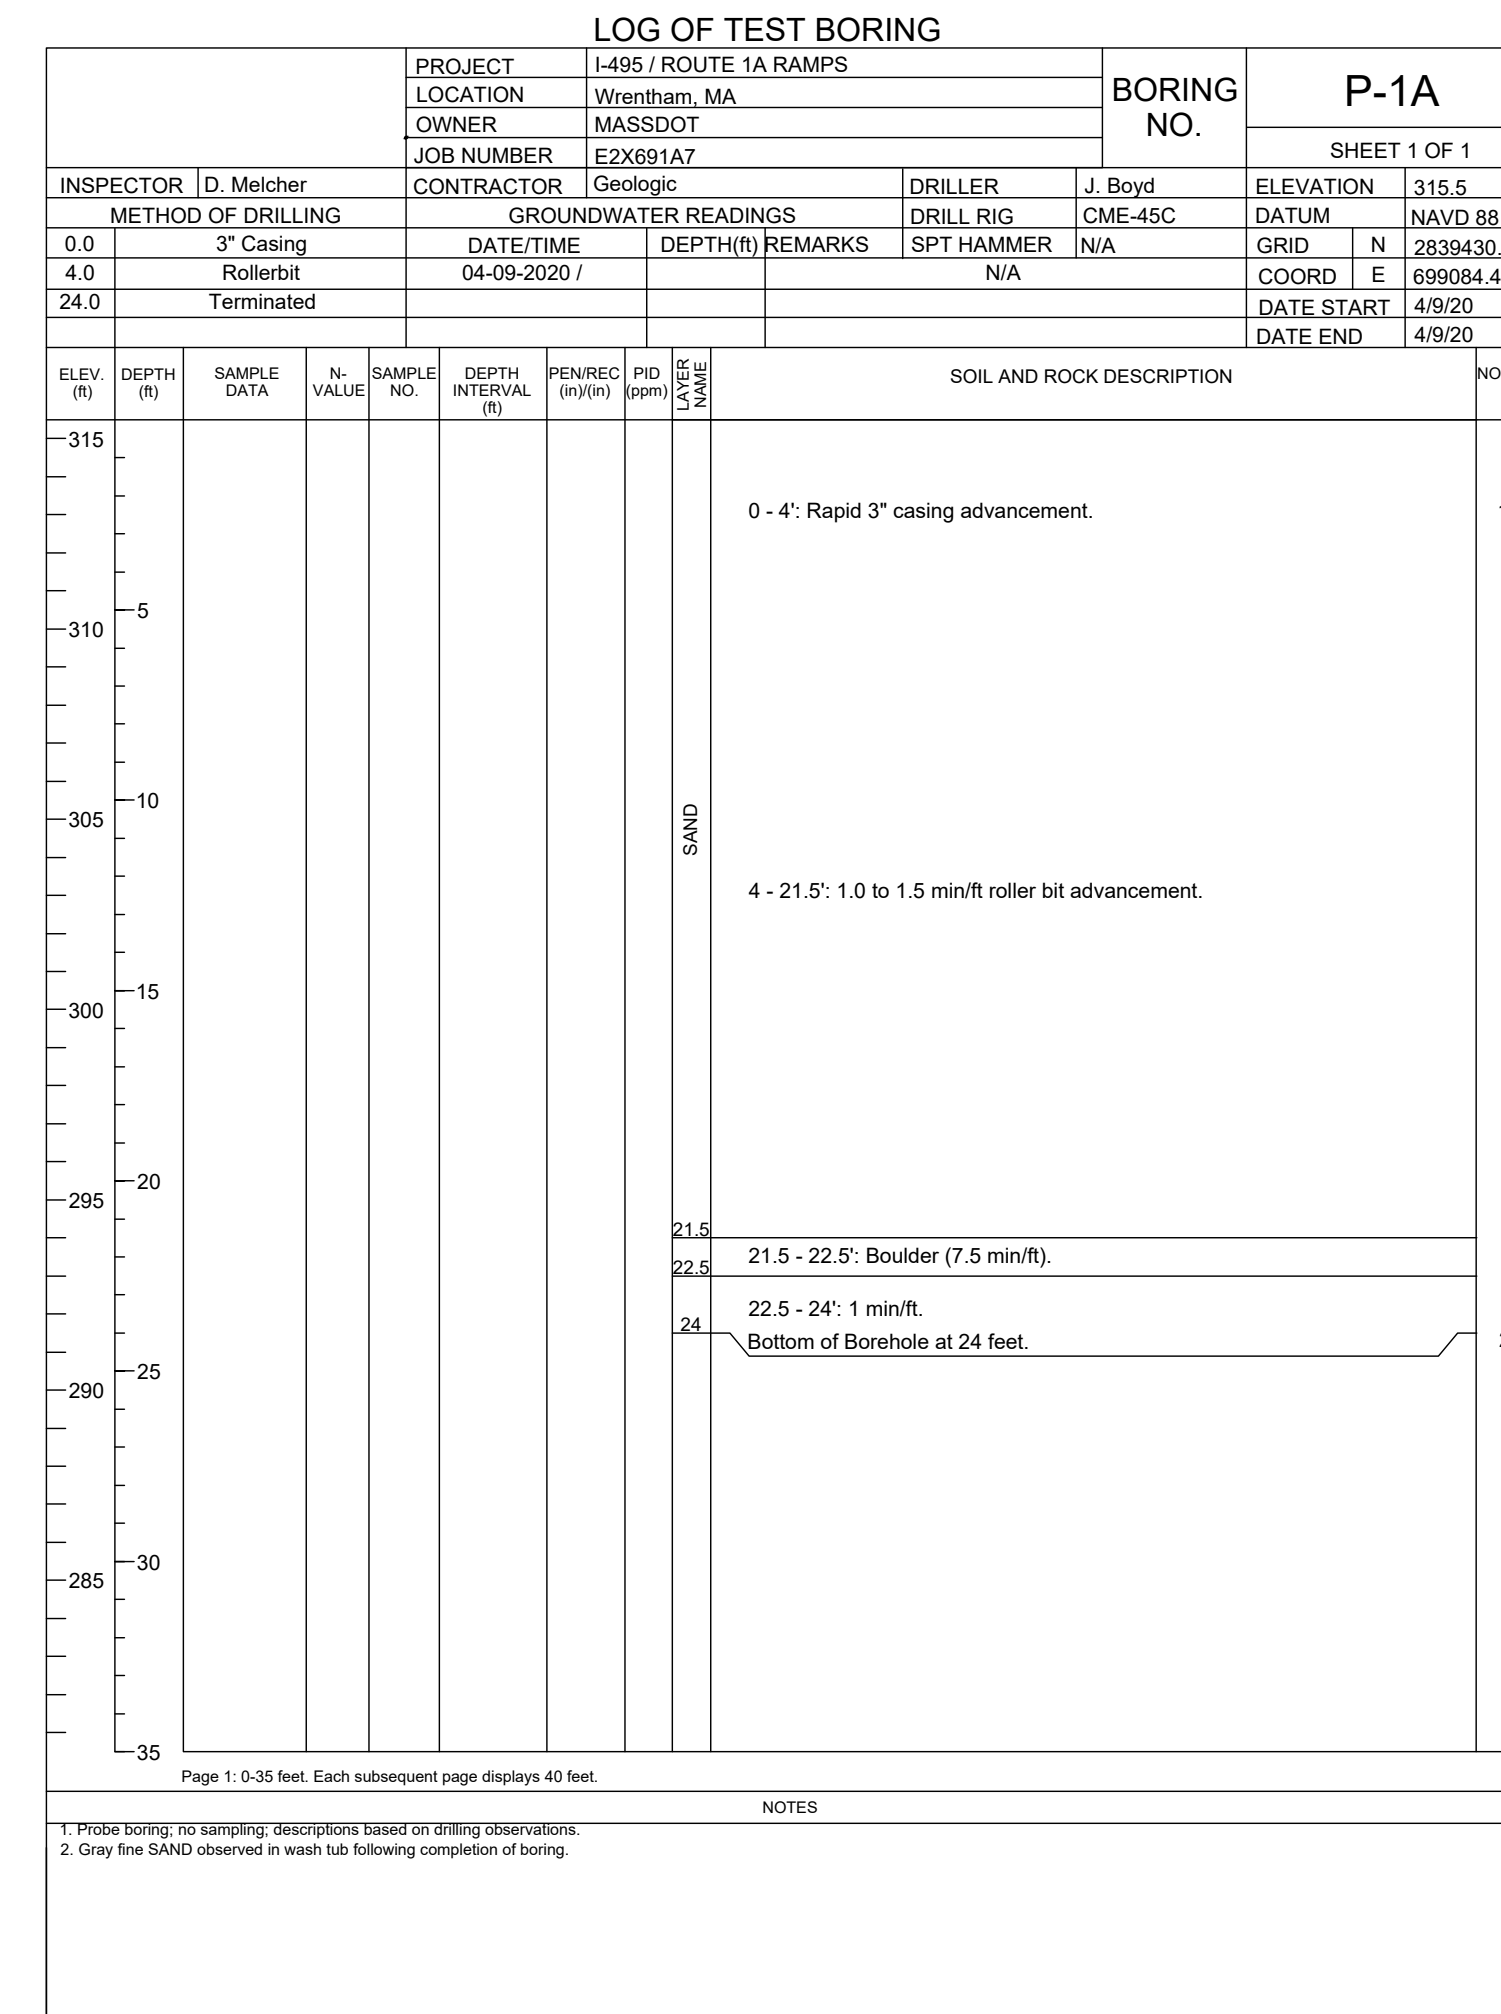 LOG OF TEST BORING
PROJECT I-495 / ROUTE 1A RAMPS
LOCATION Wrentham, MA
OWNER MASSDOT
JOB NUMBER E2X691A7
BORING NO.
P-1A
SHEET 1 OF 1
INSPECTOR D. Melcher CONTRACTOR Geologic DRILLER J. Boyd ELEVATION 315.5
METHOD OF DRILLING GROUNDWATER READINGS DRILL RIG CME-45C DATUM NAVD 88
0.0 3" Casing DATE/TIME DEPTH(ft) REMARKS SPT HAMMER N/A GRID N 2839430.
4.0 Rollerbit 04-09-2020 / N/A COORD E 699084.4
24.0 Terminated DATE START 4/9/20
DATE END 4/9/20
ELEV. (ft) DEPTH (ft) SAMPLE DATA N-VALUE SAMPLE NO. DEPTH INTERVAL (ft) PEN/REC (in)/(in) PID (ppm) LAYER NAME SOIL AND ROCK DESCRIPTION
315
0 - 4': Rapid 3" casing advancement.
5
310
10
305
SAND
4 - 21.5': 1.0 to 1.5 min/ft roller bit advancement.
15
300
20
295
21.5
21.5 - 22.5': Boulder (7.5 min/ft).
22.5
22.5 - 24': 1 min/ft.
24
Bottom of Borehole at 24 feet.
25
290
30
285
35
Page 1: 0-35 feet. Each subsequent page displays 40 feet.
NOTES
1. Probe boring; no sampling; descriptions based on drilling observations.
2. Gray fine SAND observed in wash tub following completion of boring.